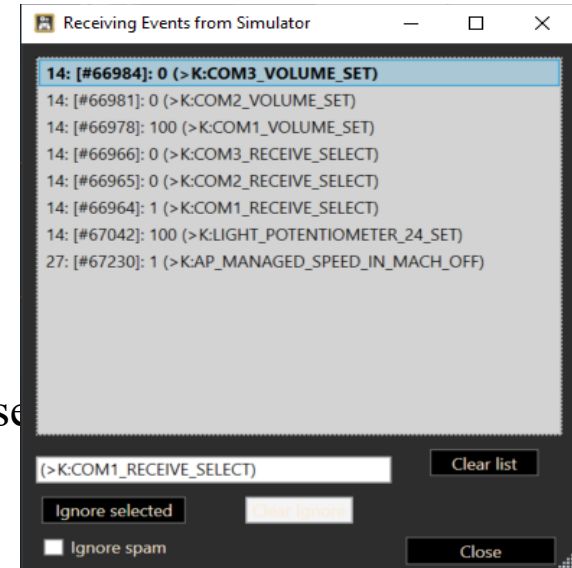 Receiving Events from Simulator
14: [#66984]: 0 (>K:COM3_VOLUME_SET)
14: [#66981]: 0 (>K:COM2_VOLUME_SET)
14: [#66978]: 100 (>K:COM1_VOLUME_SET)
14: [#66966]: 0 (>K:COM3_RECEIVE_SELECT)
14: [#66965]: 0 (>K:COM2_RECEIVE_SELECT)
14: [#66964]: 1 (>K:COM1_RECEIVE_SELECT)
14: [#67042]: 100 (>K:LIGHT_POTENTIOMETER_24_SET)
27: [#67230]: 1 (>K:AP_MANAGED_SPEED_IN_MACH_OFF)
(>K:COM1_RECEIVE_SELECT) Clear list
Ignore selected Clear Ignore
Ignore spam Close